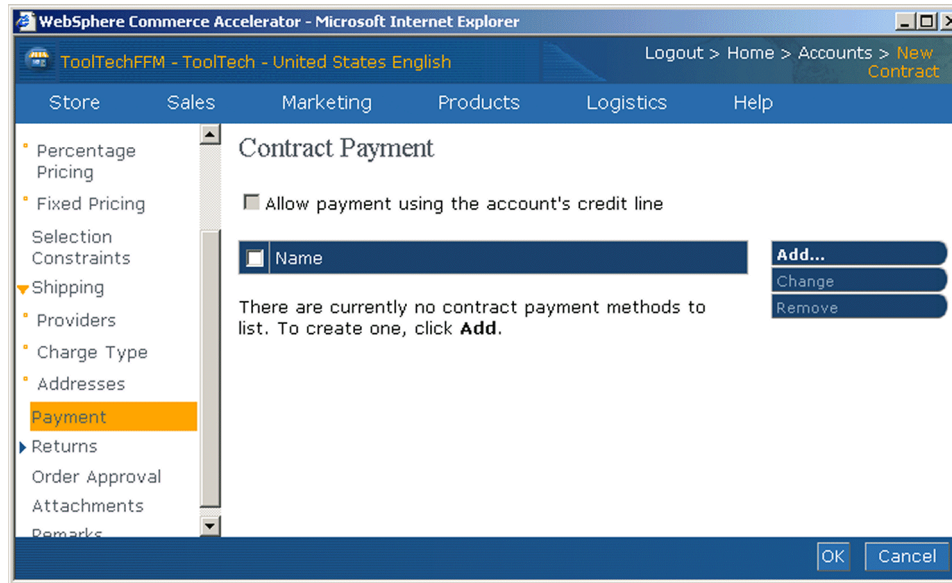 WebSphere Commerce Accelerator - Microsoft Internet Explorer
ToolTechFFM - ToolTech - United States English
Logout > Home > Accounts > New
Contract
Store Sales Marketing Products Logistics Help
Percentage
Pricing
Fixed Pricing
Selection
Constraints
Shipping
Providers
Charge Type
Addresses
Payment
Returns
Order Approval
Attachments
Remarks
Contract Payment
Allow payment using the account's credit line
Name
There are currently no contract payment methods to
list. To create one, click Add.
Add...
Change
Remove
OK Cancel